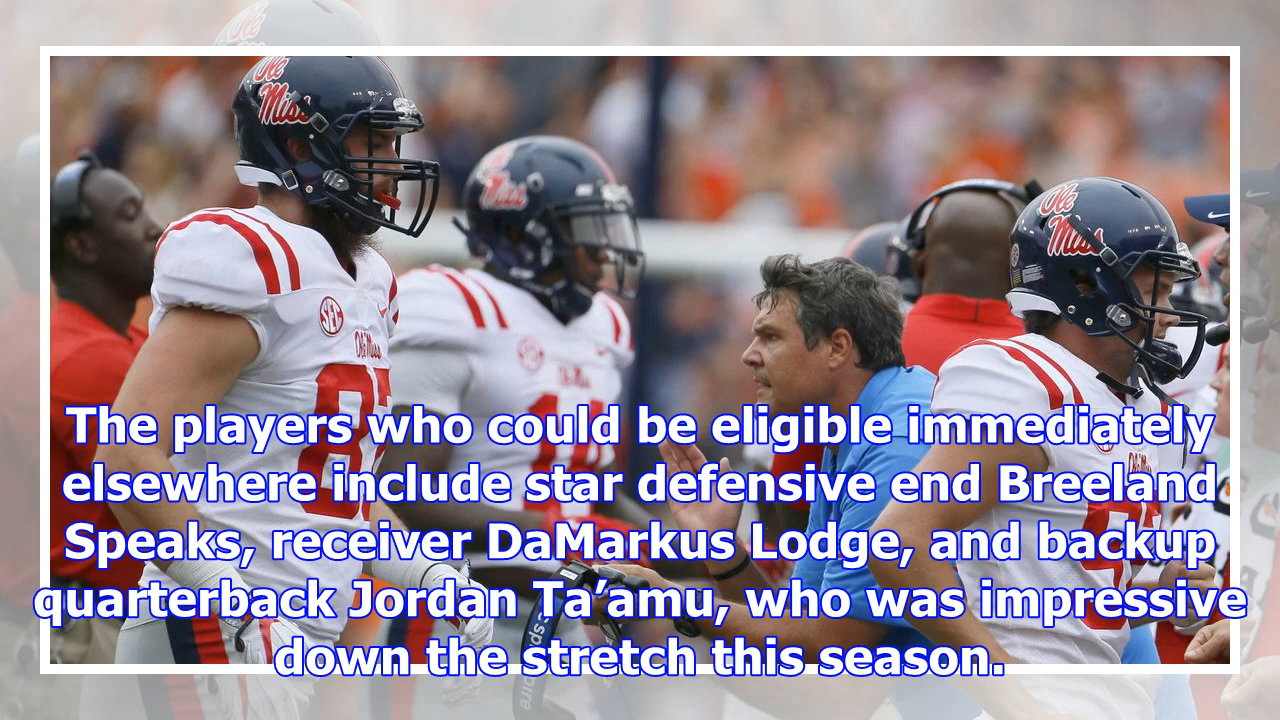 Ole
Miss
Ole
Miss
Ole
Miss
SEC
Ole Miss
The players who could be eligible immediately
elsewhere include star defensive end Breeland
Speaks, receiver DaMarkus Lodge, and backup
quarterback Jordan Ta’amu, who was impressive
down the stretch this season.